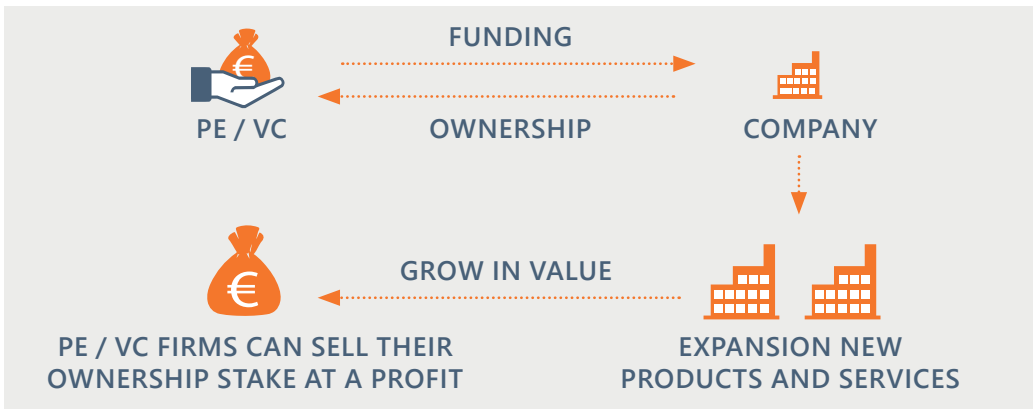 FUNDING
€
PE / VC
OWNERSHIP
COMPANY
GROW IN VALUE
€
PE / VC FIRMS CAN SELL THEIR
OWNERSHIP STAKE AT A PROFIT
EXPANSION NEW
PRODUCTS AND SERVICES